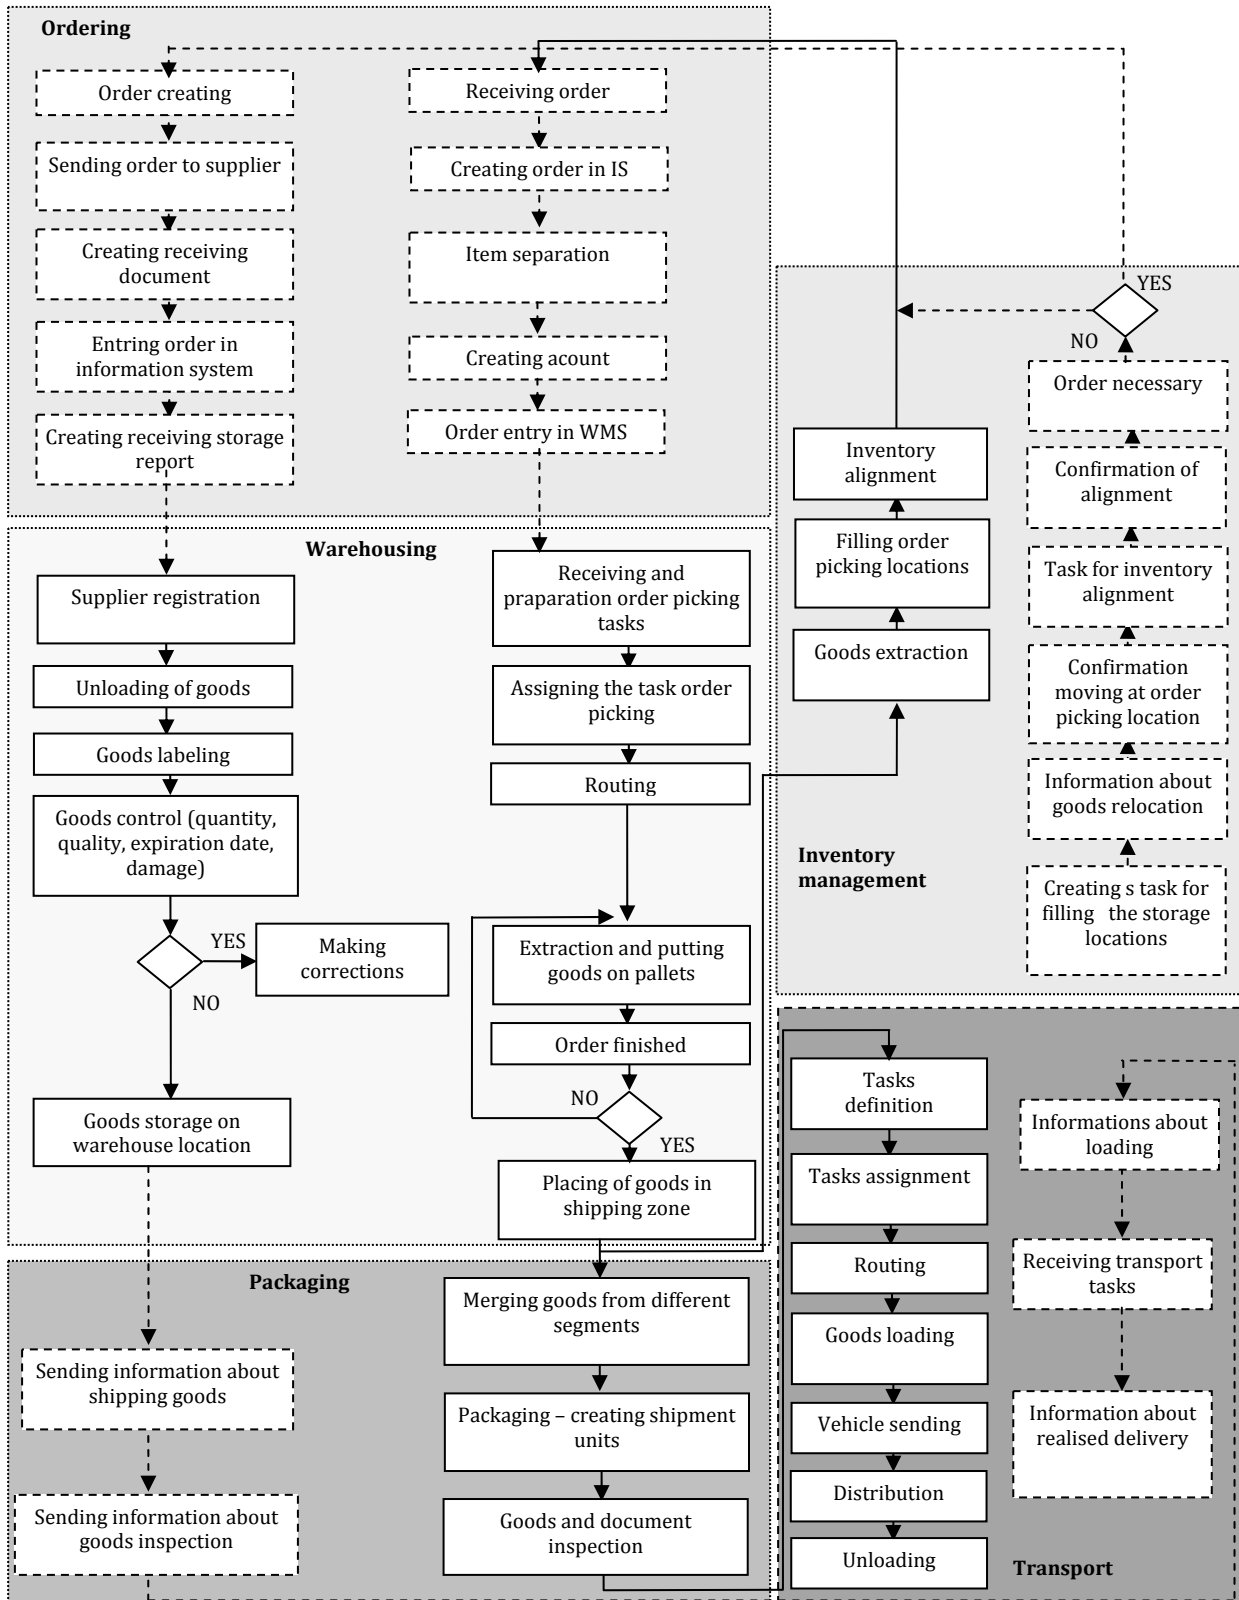 Ordering
Order creating
Sending order to supplier
Creating receiving
document
Entring order in
information system
Creating receiving storage
report
Receiving order
Creating order in IS
Item separation
Creating acount
Order entry in WMS
Warehousing
Supplier registration
Unloading of goods
Goods labeling
Goods control (quantity,
quality, expiration date,
damage)
YES
Making
corrections
NO
Goods storage on
warehouse location
Receiving and
praparation order picking
tasks
Assigning the task order
picking
Routing
Extraction and putting
goods on pallets
Order finished
NO
YES
Placing of goods in
shipping zone
YES
NO
Order necessary
Confirmation of
alignment
Task for inventory
alignment
Confirmation
moving at order
picking location
Information about
goods relocation
Creating s task for
filling the storage
locations
Inventory
alignment
Filling order
picking locations
Goods extraction
Inventory
management
Packaging
Sending information about
shipping goods
Sending information about
goods inspection
Merging goods from different
segments
Packaging – creating shipment
units
Goods and document
inspection
Tasks
definition
Tasks assignment
Routing
Goods loading
Vehicle sending
Distribution
Unloading
Informations about
loading
Receiving transport
tasks
Information about
realised delivery
Transport